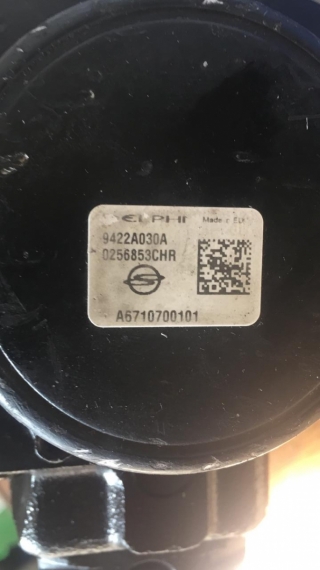 DELPHI Made in EU
9422A030A
0256853CHR
A6710700101